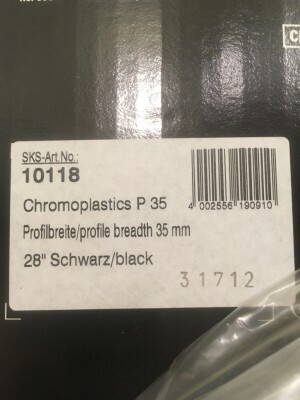 SKS-Art.No.:
10118
Chromoplastics P 35
4 002556 190910
Profilbreite/profile breadth 35 mm
28" Schwarz/black
31712